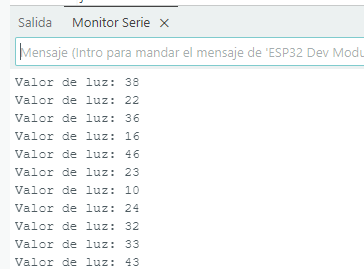 Salida Monitor Serie
Mensaje (Intro para mandar el mensaje de 'ESP32 Dev Modu
Valor de luz: 38
Valor de luz: 22
Valor de luz: 36
Valor de luz: 16
Valor de luz: 46
Valor de luz: 23
Valor de luz: 10
Valor de luz: 24
Valor de luz: 32
Valor de luz: 33
Valor de luz: 43